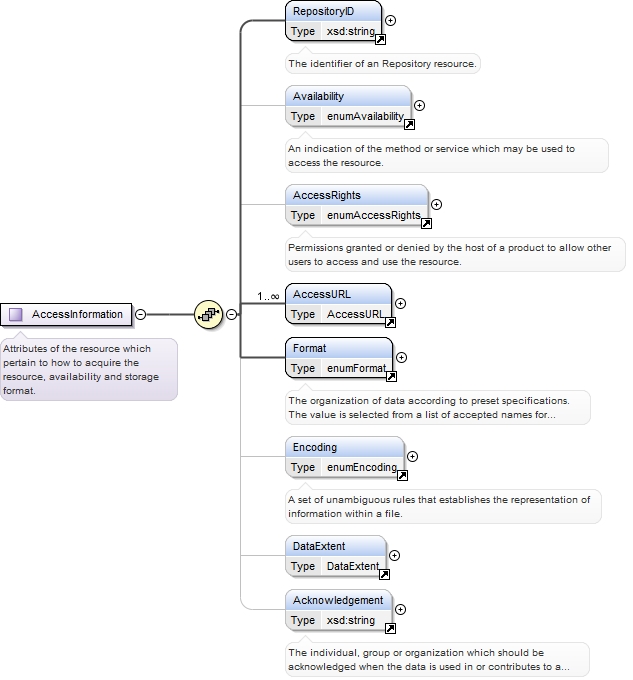 RepositoryID
Type xsd:string
The identifier of an Repository resource.
Availability
Type enumAvailability
An indication of the method or service which may be used to
access the resource.
AccessRights
Type enumAccessRights
Permissions granted or denied by the host of a product to allow other
users to access and use the resource.
1..∞
AccessURL
Type AccessURL
AccessInformation
Attributes of the resource which
pertain to how to acquire the
resource, availability and storage
format.
Format
Type enumFormat
The organization of data according to preset specifications.
The value is selected from a list of accepted names for...
Encoding
Type enumEncoding
A set of unambiguous rules that establishes the representation of
information within a file.
DataExtent
Type DataExtent
Acknowledgement
Type xsd:string
The individual, group or organization which should be
acknowledged when the data is used in or contributes to a...